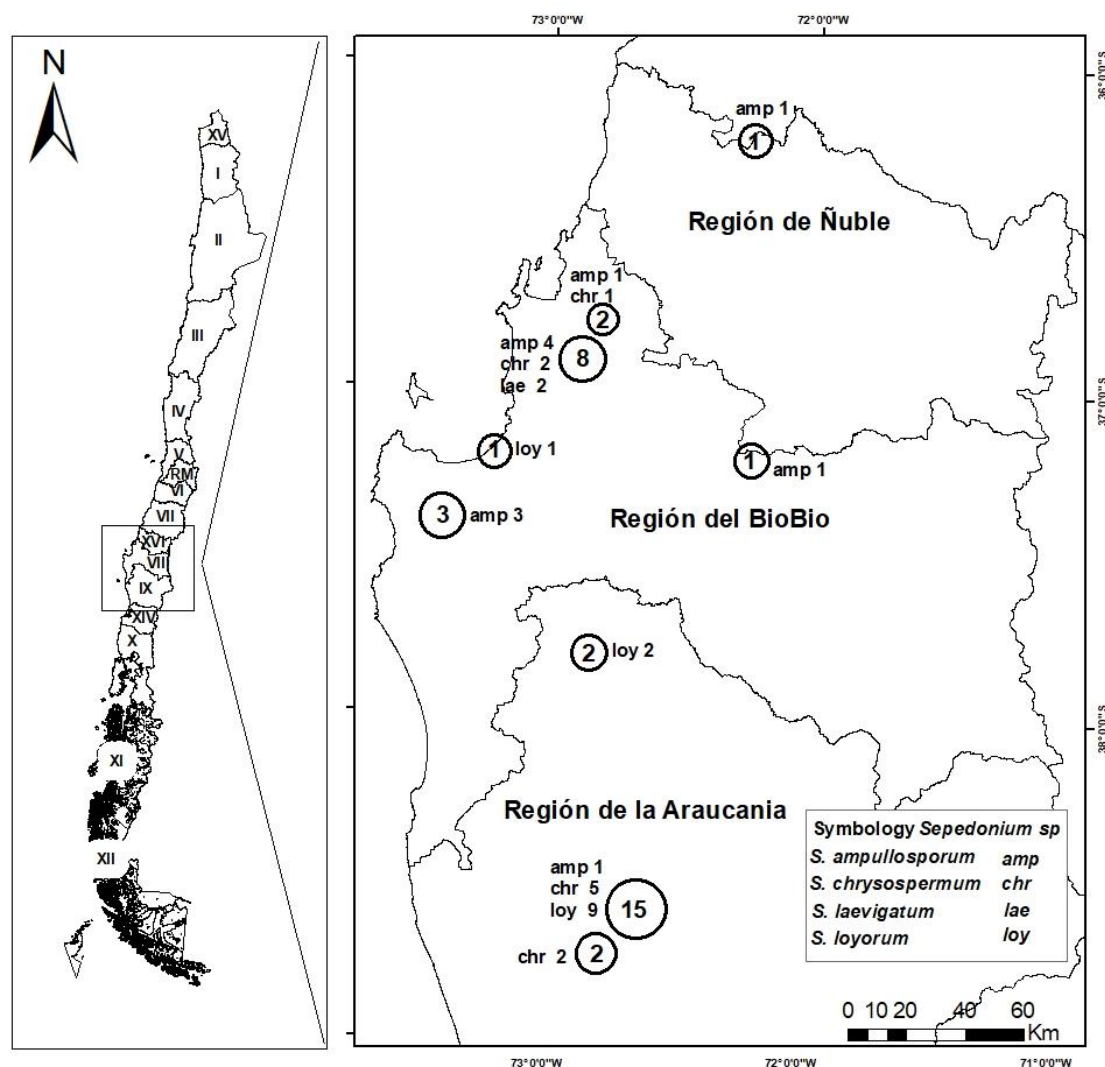 N
XV
I
II
III
IV
V
RM
VI
VII
XVI
VIII
IX
XIV
X
XI
XII
73°0'0"W 72°0'0"W
36°0'0"S
37°0'0"S
38°0'0"S
amp 1
1
Región de Ñuble
amp 1
chr 1
2
amp 4
chr 2
lae 2
8
1 loy 1
1 amp 1
3 amp 3
Región del BioBio
2 loy 2
Región de la Araucania
amp 1
chr 5
loy 9
15
chr 2 2
Symbology Sepedonium sp
S. ampullosporum amp
S. chrysospermum chr
S. laevigatum lae
S. loyorum loy
0 10 20 40 60
Km
73°0'0"W 72°0'0"W 71°0'0"W